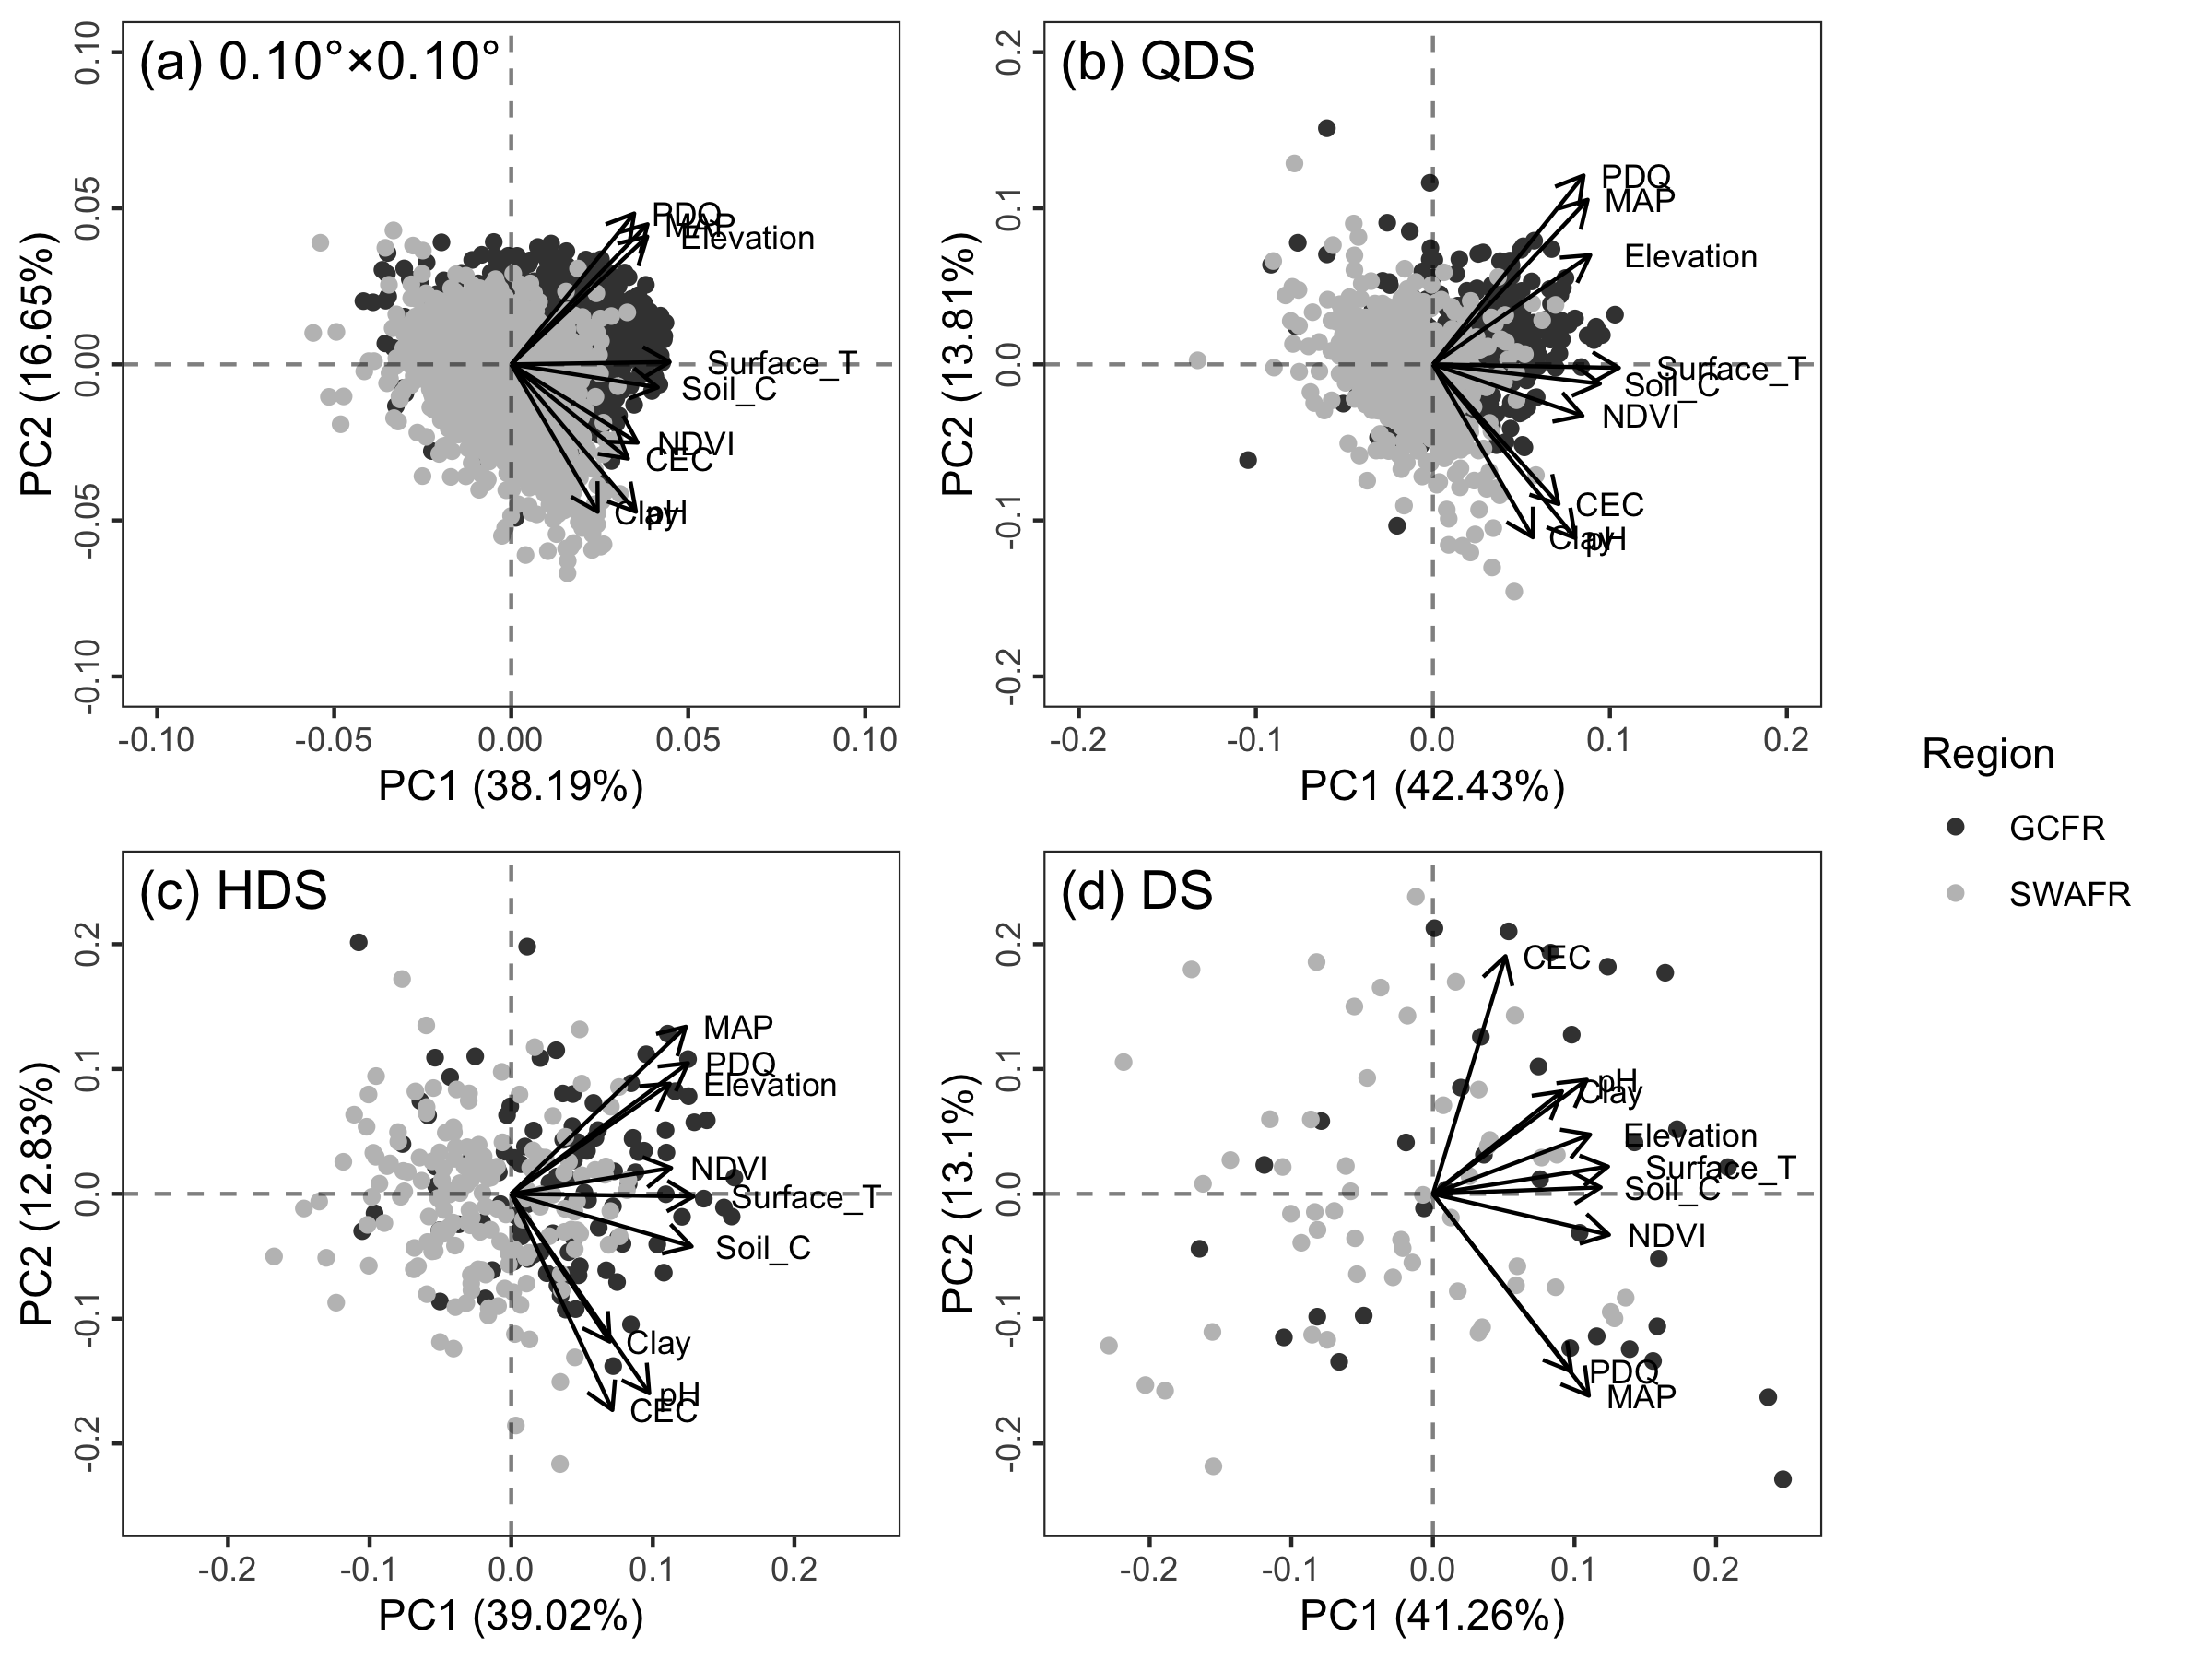 (a) 0.10°×0.10°
PC2 (16.65%)
0.10
0.05
0.00
-0.05
-0.10
PDQ
MAP
Elevation
Surface_T
Soil_C
NDVI
CEC
Clay
pH
-0.10
-0.05
0.00
0.05
0.10
PC1 (38.19%)
(b) QDS
PC2 (13.81%)
0.2
0.1
0.0
-0.1
-0.2
PDQ
MAP
Elevation
Surface_T
Soil_C
NDVI
CEC
Clay
pH
-0.2
-0.1
0.0
0.1
0.2
PC1 (42.43%)
Region
GCFR
SWAFR
(c) HDS
PC2 (12.83%)
0.2
0.1
0.0
-0.1
-0.2
MAP
PDQ
Elevation
NDVI
Surface_T
Soil_C
Clay
pH
CEC
-0.2
-0.1
0.0
0.1
0.2
PC1 (39.02%)
(d) DS
PC2 (13.1%)
0.2
0.1
0.0
-0.1
-0.2
CEC
pH
Clay
Elevation
Surface_T
Soil_C
NDVI
PDQ
MAP
-0.2
-0.1
0.0
0.1
0.2
PC1 (41.26%)